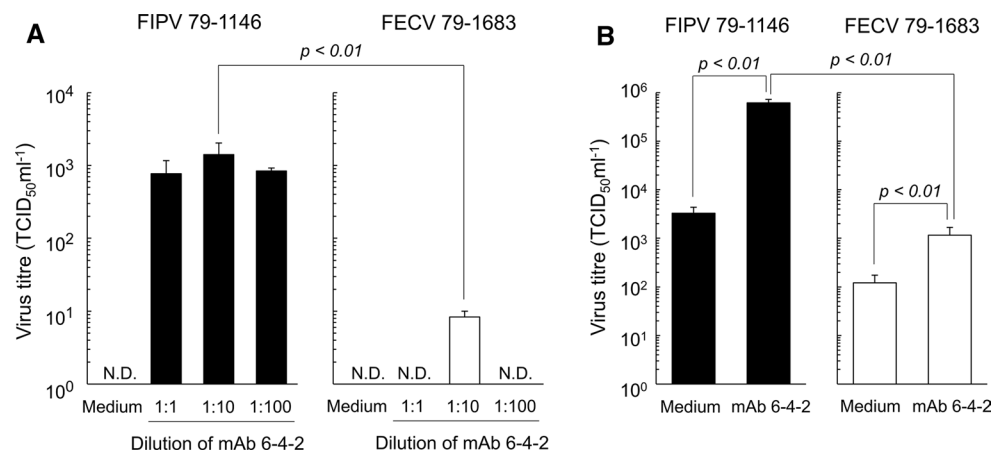 A
FIPV 79-1146
FECV 79-1683
p < 0.01
Virus titre (TCID50ml-1)
10^4
10^3
10^2
10^1
10^0
N.D.
N.D.
N.D.
N.D.
Medium 1:1 1:10 1:100
Medium 1:1 1:10 1:100
Dilution of mAb 6-4-2
Dilution of mAb 6-4-2
B
FIPV 79-1146
FECV 79-1683
p < 0.01
p < 0.01
p < 0.01
Virus titre (TCID50ml-1)
10^6
10^5
10^4
10^3
10^2
10^1
10^0
Medium mAb 6-4-2
Medium mAb 6-4-2